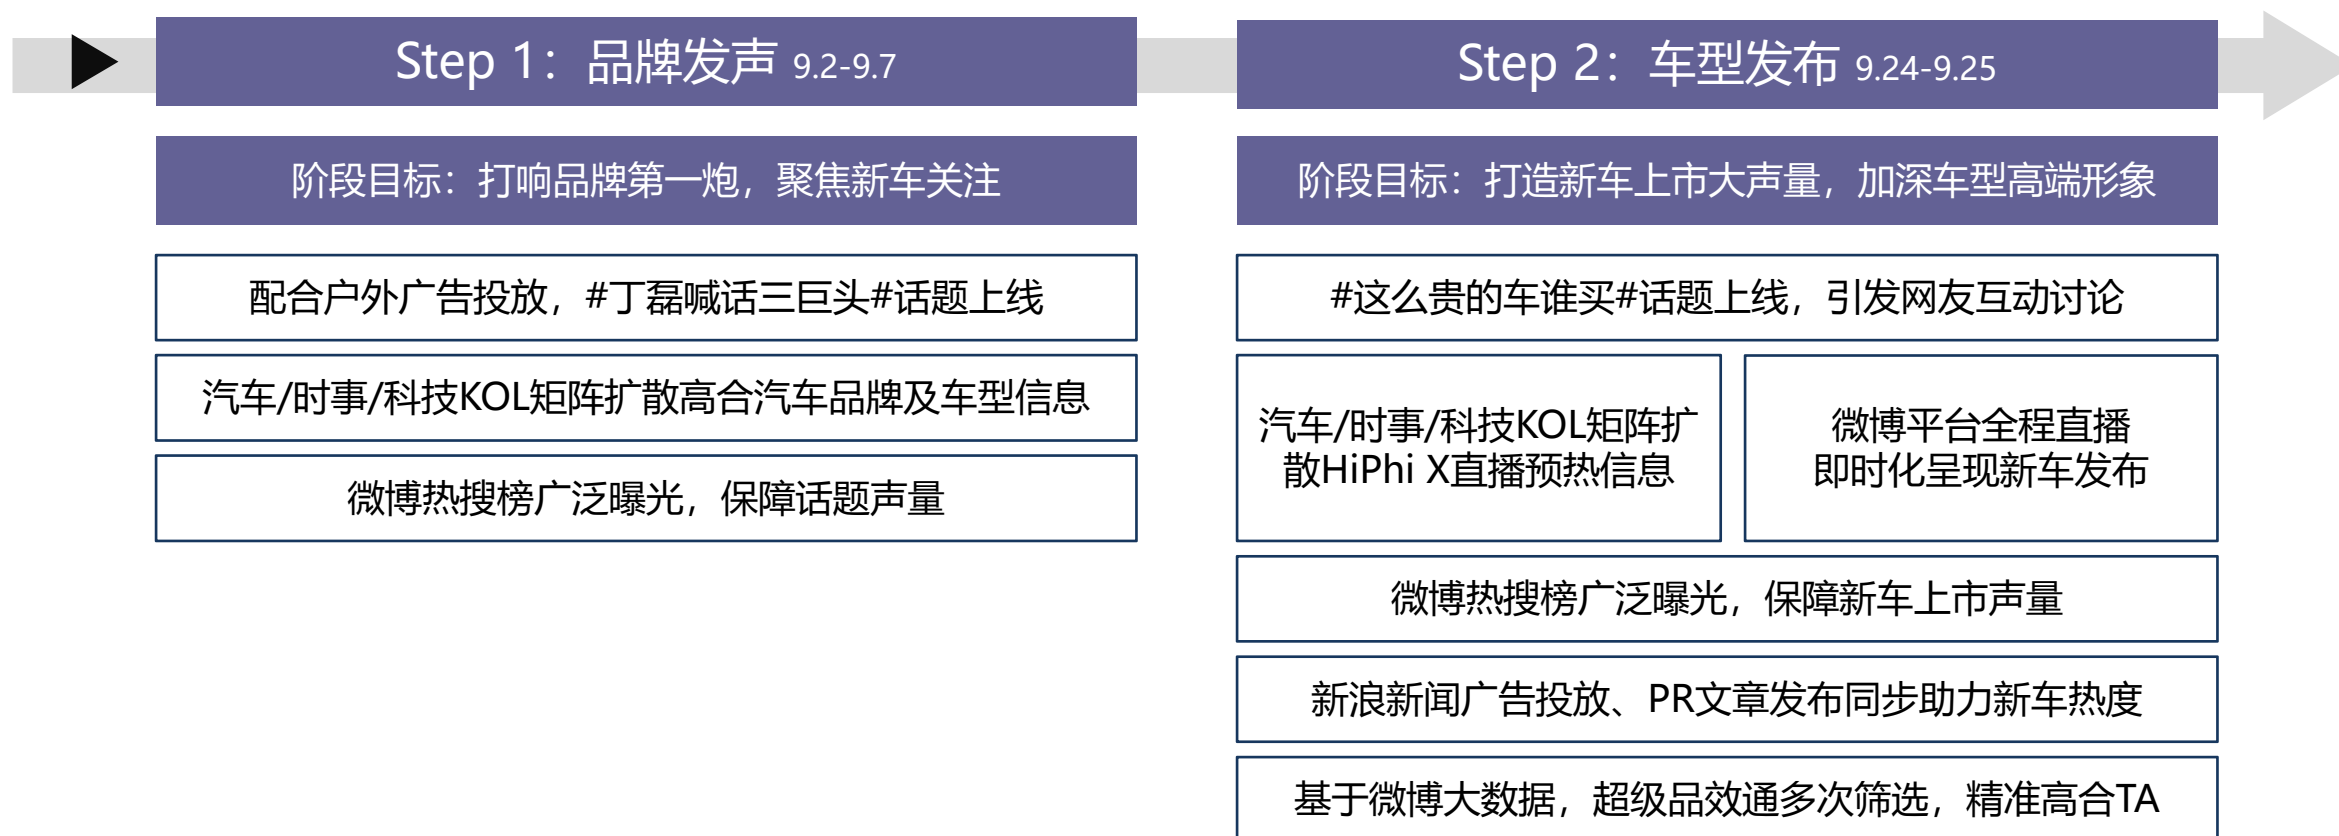 Step 1：品牌发声 9.2-9.7
阶段目标：打响品牌第一炮，聚焦新车关注
配合户外广告投放，#丁磊喊话三巨头#话题上线
汽车/时事/科技KOL矩阵扩散高合汽车品牌及车型信息
微博热搜榜广泛曝光，保障话题声量
Step 2：车型发布 9.24-9.25
阶段目标：打造新车上市大声量，加深车型高端形象
#这么贵的车谁买#话题上线，引发网友互动讨论
汽车/时事/科技KOL矩阵扩
散HiPhi X直播预热信息
微博平台全程直播
即时化呈现新车发布
微博热搜榜广泛曝光，保障新车上市声量
新浪新闻广告投放、PR文章发布同步助力新车热度
基于微博大数据，超级品效通多次筛选，精准高合TA